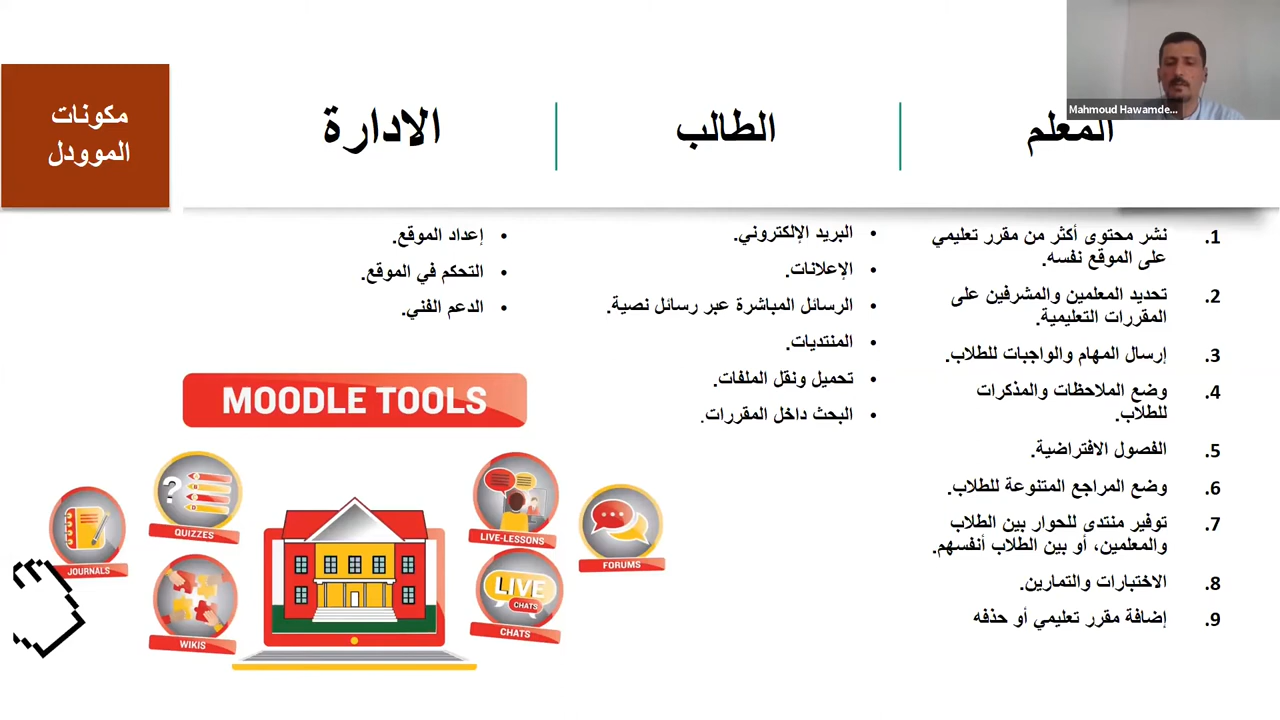 مكونات
الموودل
المعلم
الطالب
الادارة
Mahmoud Hawamde...
1. نشر محتوى أكثر من مقرر تعليمي
على الموقع نفسه.
2. تحديد المعلمين والمشرفين على
المقررات التعليمية.
3. إرسال المهام والواجبات للطلاب.
4. وضع الملاحظات والمذكرات
للطلاب.
5. الفصول الافتراضية.
6. وضع المراجع المتنوعة للطلاب.
7. توفير منتدى للحوار بين الطلاب
والمعلمين، أو بين الطلاب أنفسهم.
8. الاختبارات والتمارين.
9. إضافة مقرر تعليمي أو حذفه
• البريد الإلكتروني.
• الإعلانات.
• الرسائل المباشرة عبر رسائل نصية.
• المنتديات.
• تحميل ونقل الملفات.
• البحث داخل المقررات.
• إعداد الموقع.
• التحكم في الموقع.
• الدعم الفني.
MOODLE TOOLS
JOURNALS
QUIZZES
WIKIS
LIVE-LESSONS
LIVE
CHATS
CHATS
FORUMS